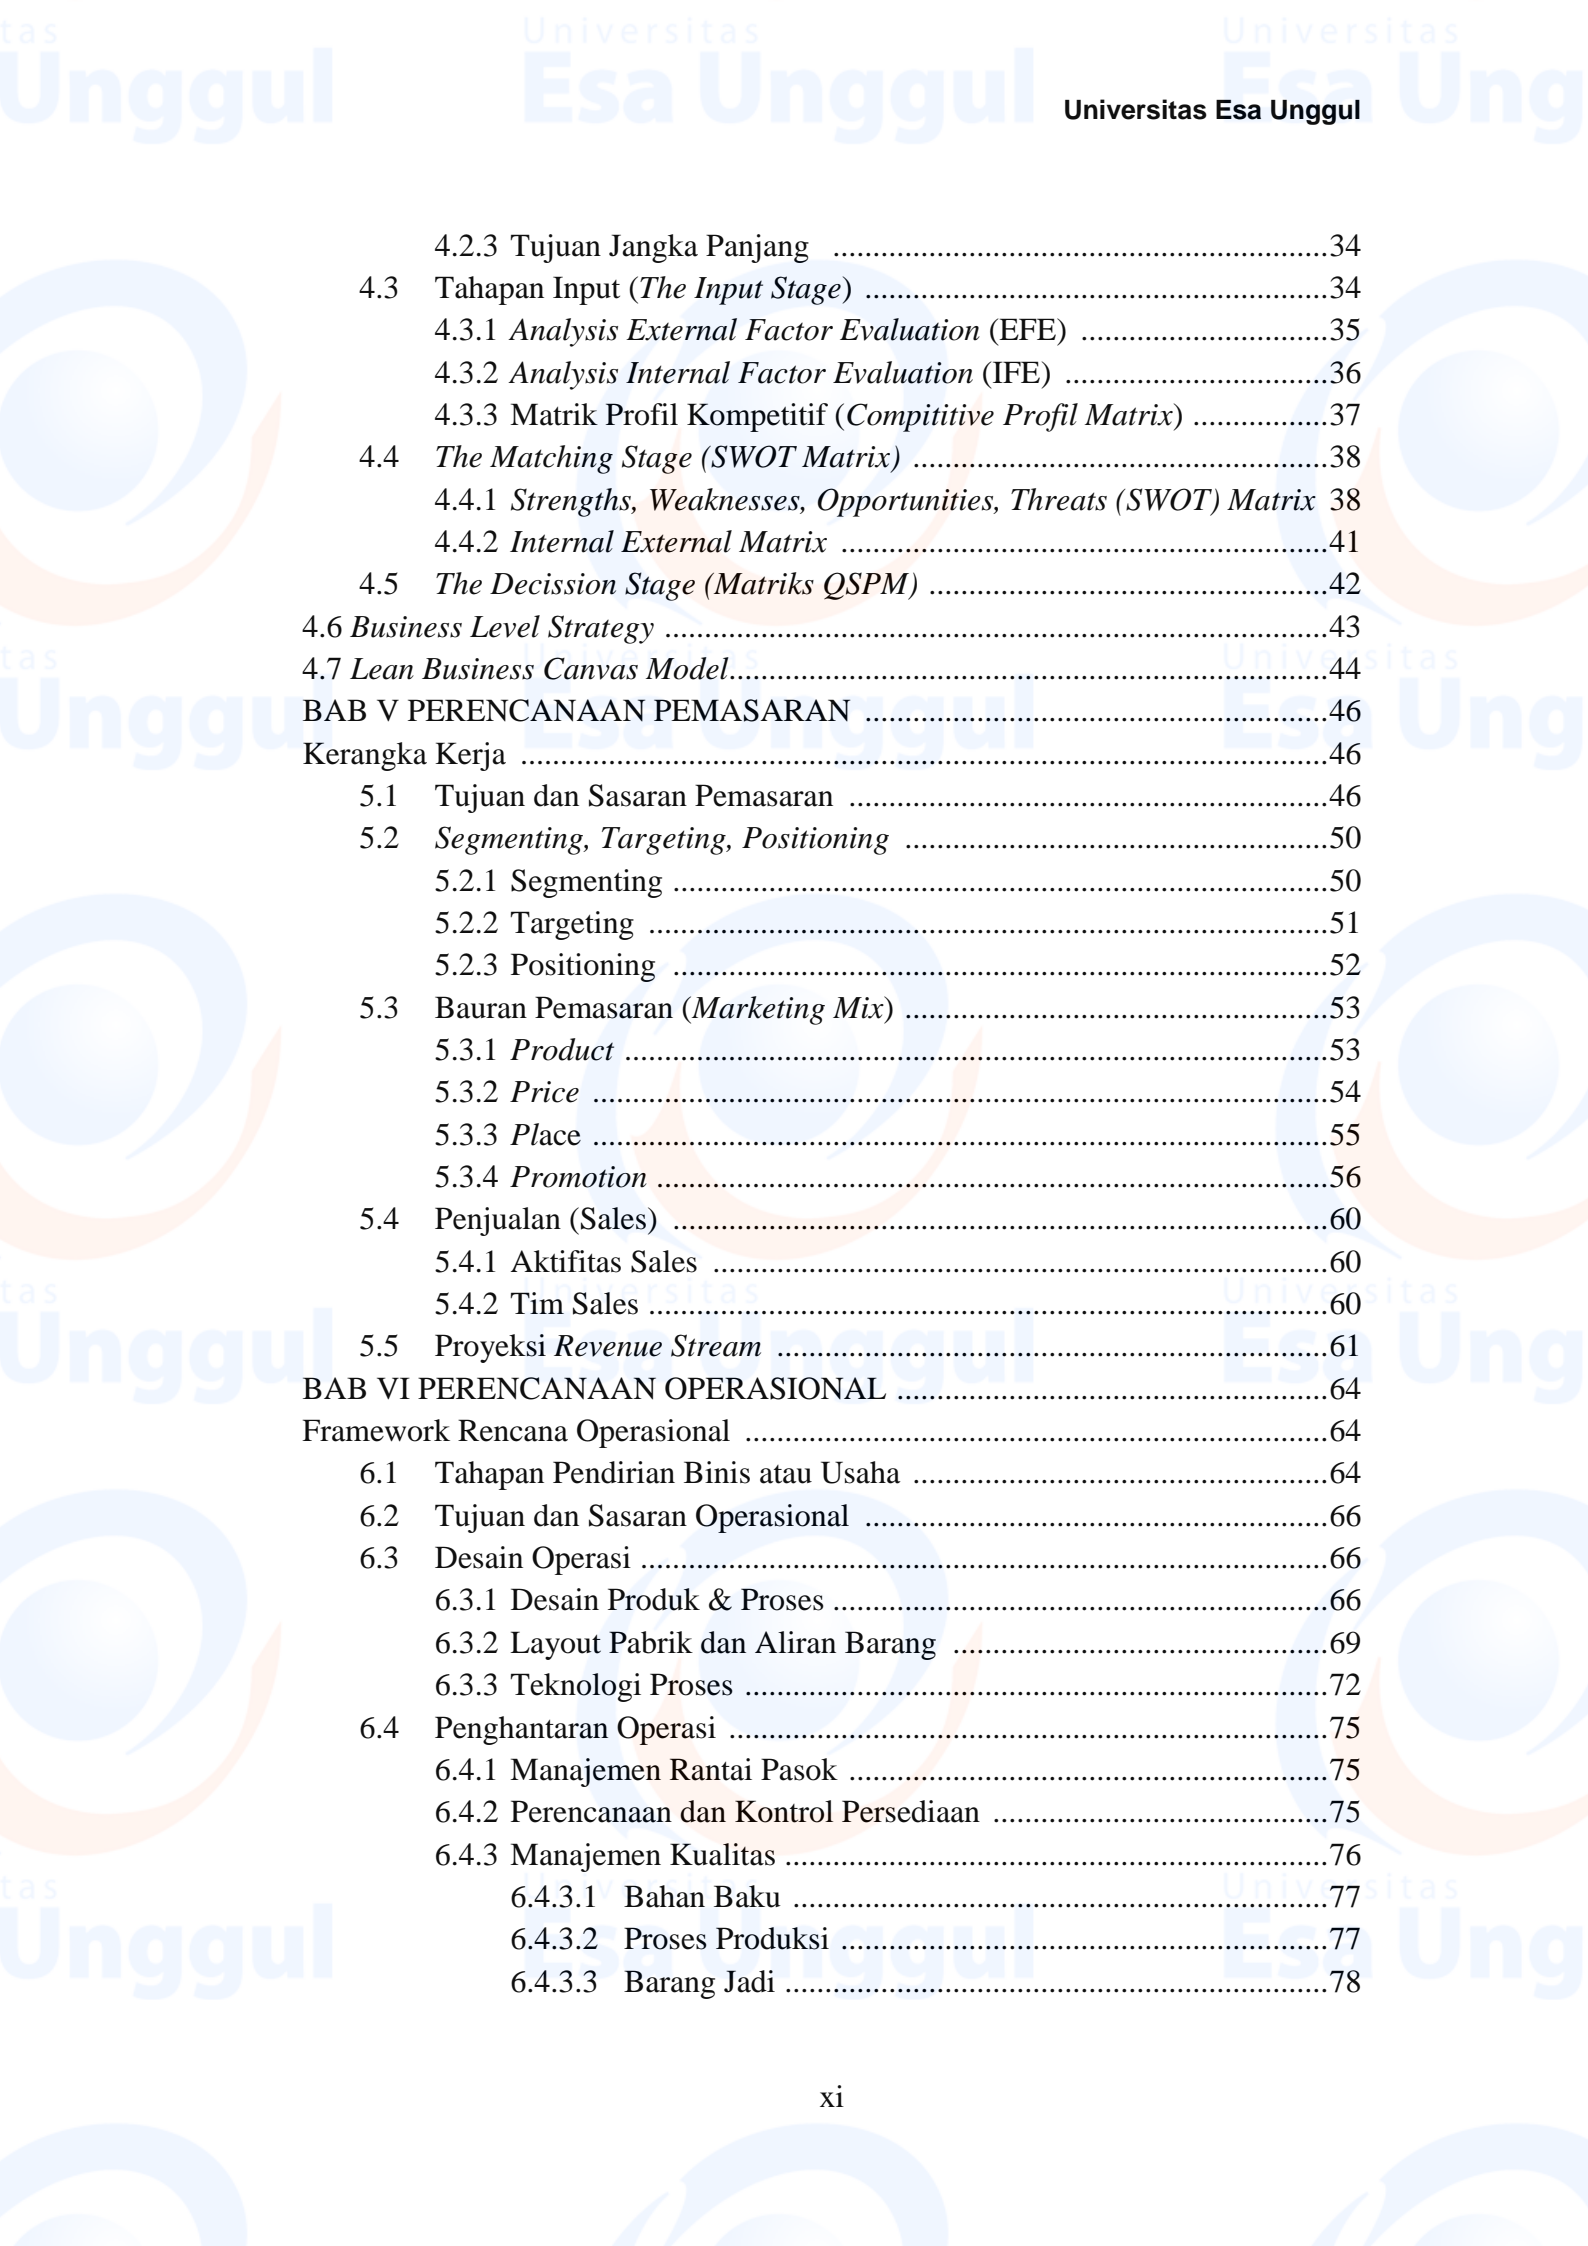 Universitas Esa Unggul
4.2.3 Tujuan Jangka Panjang ..............................................................34
4.3 Tahapan Input (The Input Stage) ..........................................................34
4.3.1 Analysis External Factor Evaluation (EFE) ...............................35
4.3.2 Analysis Internal Factor Evaluation (IFE) .................................36
4.3.3 Matrik Profil Kompetitif (Compititive Profil Matrix) .................37
4.4 The Matching Stage (SWOT Matrix) ....................................................38
4.4.1 Strengths, Weaknesses, Opportunities, Threats (SWOT) Matrix 38
4.4.2 Internal External Matrix .............................................................41
4.5 The Decission Stage (Matriks QSPM) ..................................................42
4.6 Business Level Strategy ...................................................................................43
4.7 Lean Business Canvas Model...........................................................................44
BAB V PERENCANAAN PEMASARAN ..........................................................46
Kerangka Kerja .....................................................................................................46
5.1 Tujuan dan Sasaran Pemasaran ............................................................46
5.2 Segmenting, Targeting, Positioning .....................................................50
5.2.1 Segmenting ..................................................................................50
5.2.2 Targeting .....................................................................................51
5.2.3 Positioning ..................................................................................52
5.3 Bauran Pemasaran (Marketing Mix) .....................................................53
5.3.1 Product ........................................................................................53
5.3.2 Price ............................................................................................54
5.3.3 Place ............................................................................................55
5.3.4 Promotion ....................................................................................56
5.4 Penjualan (Sales) ..................................................................................60
5.4.1 Aktifitas Sales .............................................................................60
5.4.2 Tim Sales .....................................................................................60
5.5 Proyeksi Revenue Stream .....................................................................61
BAB VI PERENCANAAN OPERASIONAL ......................................................64
Framework Rencana Operasional .........................................................................64
6.1 Tahapan Pendirian Binis atau Usaha ....................................................64
6.2 Tujuan dan Sasaran Operasional ..........................................................66
6.3 Desain Operasi ......................................................................................66
6.3.1 Desain Produk & Proses ..............................................................66
6.3.2 Layout Pabrik dan Aliran Barang ...............................................69
6.3.3 Teknologi Proses .........................................................................72
6.4 Penghantaran Operasi ...........................................................................75
6.4.1 Manajemen Rantai Pasok ............................................................75
6.4.2 Perencanaan dan Kontrol Persediaan ..........................................75
6.4.3 Manajemen Kualitas ....................................................................76
6.4.3.1 Bahan Baku ...................................................................77
6.4.3.2 Proses Produksi .............................................................77
6.4.3.3 Barang Jadi ....................................................................78
xi